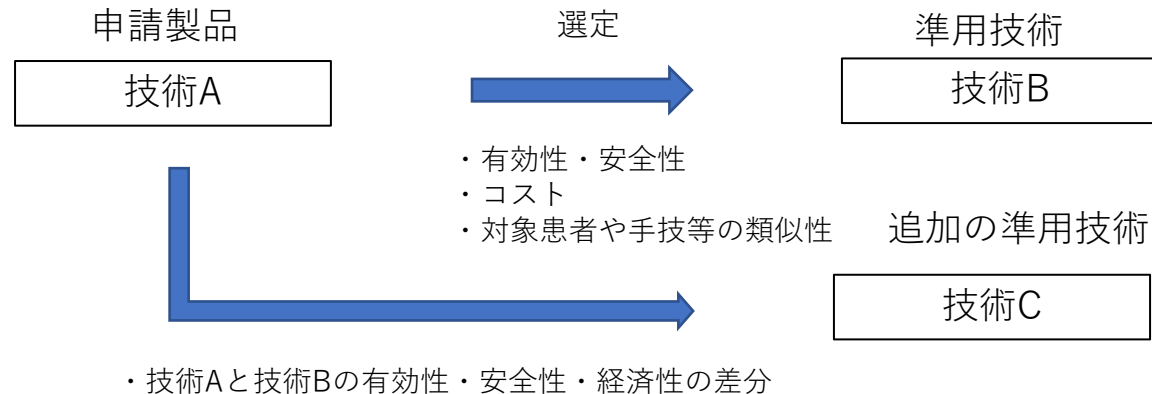 申請製品
選定
準用技術
技術A
技術B
・有効性・安全性
・コスト
・対象患者や手技等の類似性
追加の準用技術
技術C
・技術Aと技術Bの有効性・安全性・経済性の差分